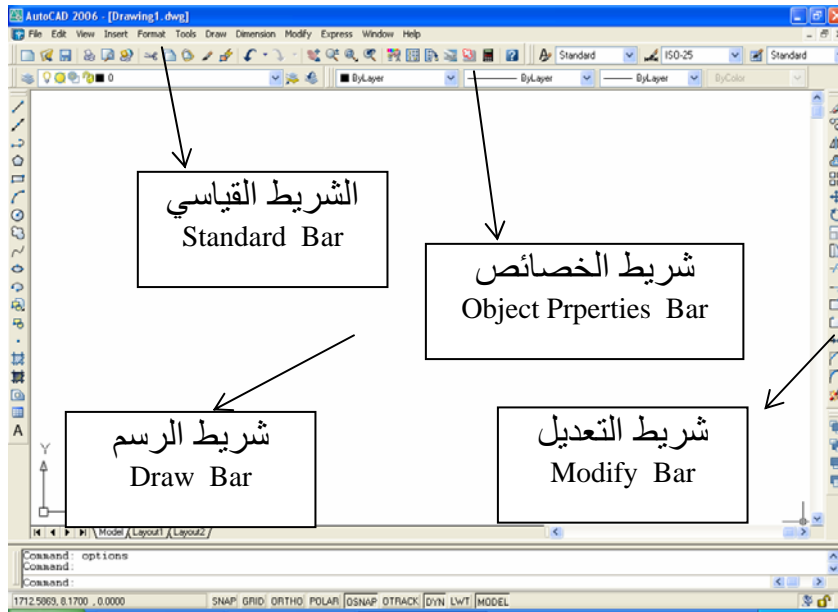 AutoCAD 2006 - [Drawing1.dwg]
File Edit View Insert Format Tools Draw Dimension Modify Express Window Help
Standard ISO-25 Standard
0 ByLayer ByLayer ByLayer ByColor
الشريط القياسي
Standard Bar
شريط الخصائص
Object Prperties Bar
شريط الرسم
Draw Bar
شريط التعديل
Modify Bar
A
Y
Model Layout1 Layout2
Command: options
Command:
Command:
1712.5869, 8.1700 , 0.0000 SNAP GRID ORTHO POLAR OSNAP OTRACK DYN LWT MODEL